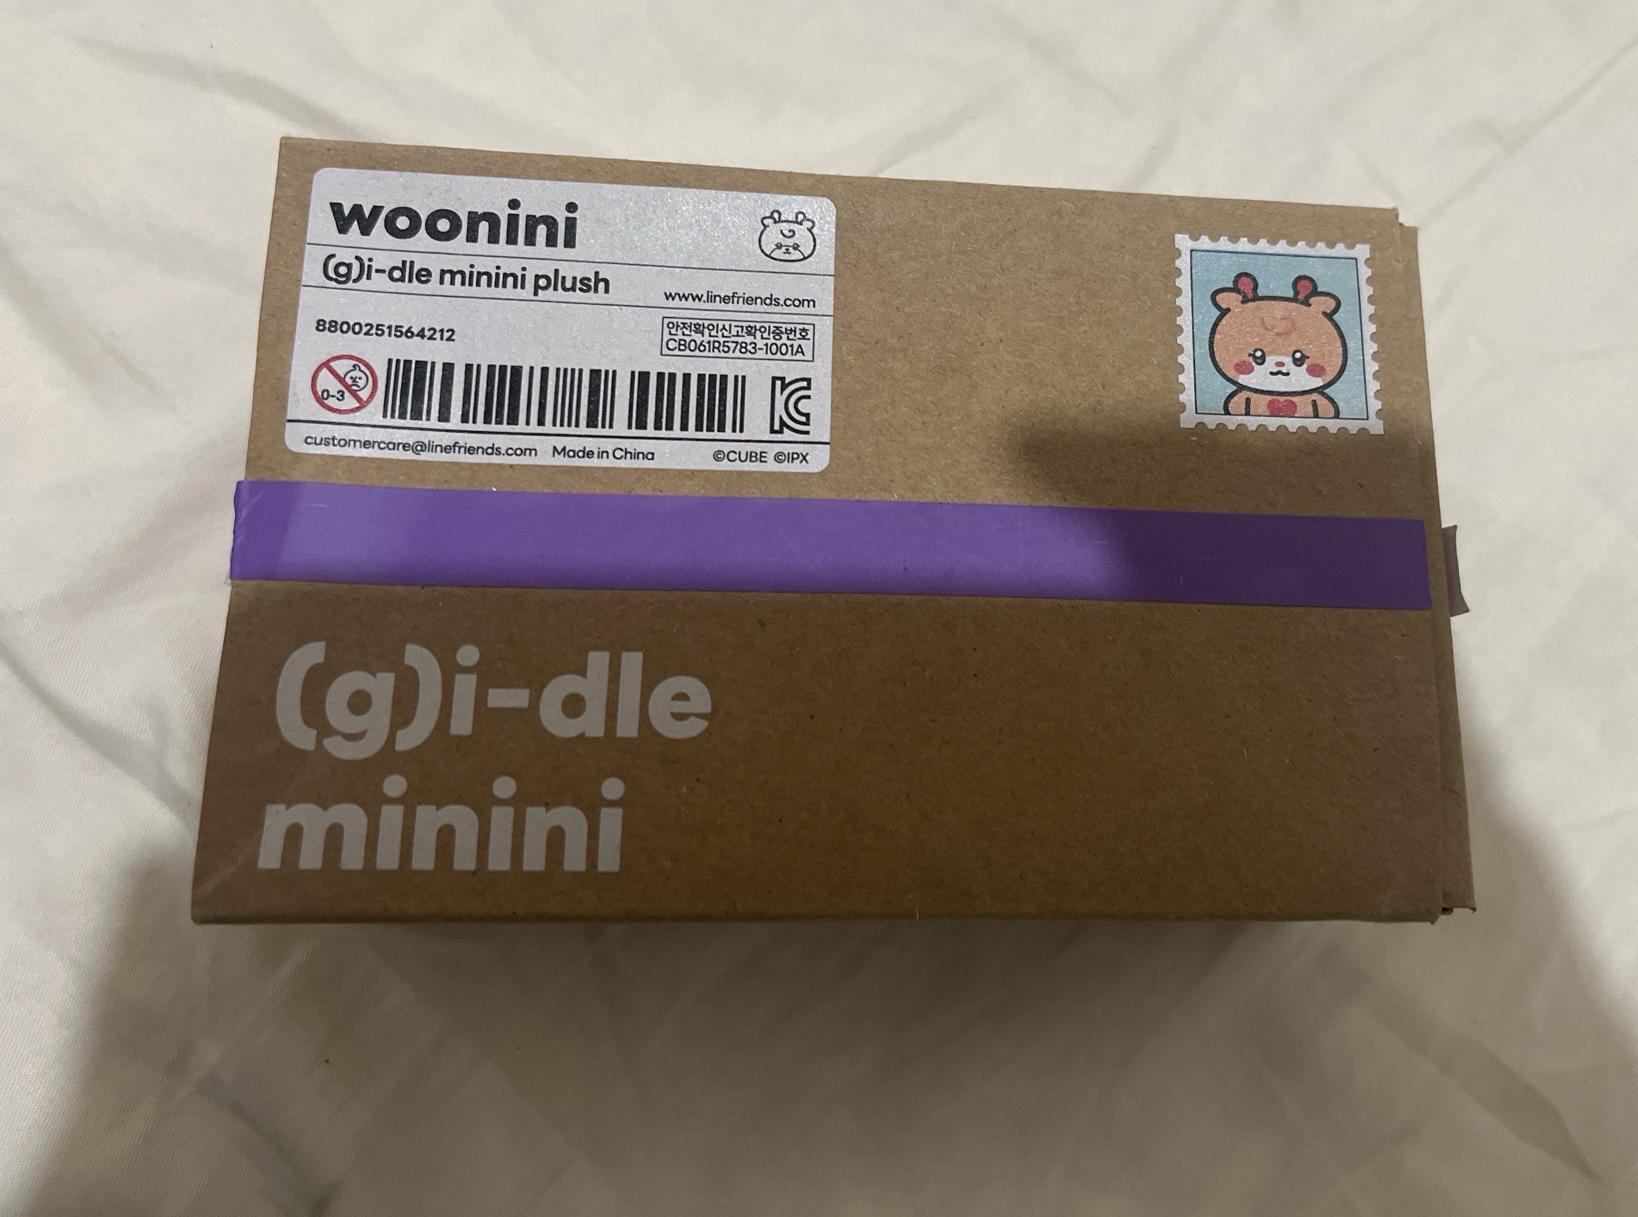 woonini
(g)i-dle minini plush
www.linefriends.com
8800251564212
안전확인신고확인증번호
CB061R5783-1001A
0-3
customercare@linefriends.com Made in China ©CUBE ©IPX
(g)i-dle
minini